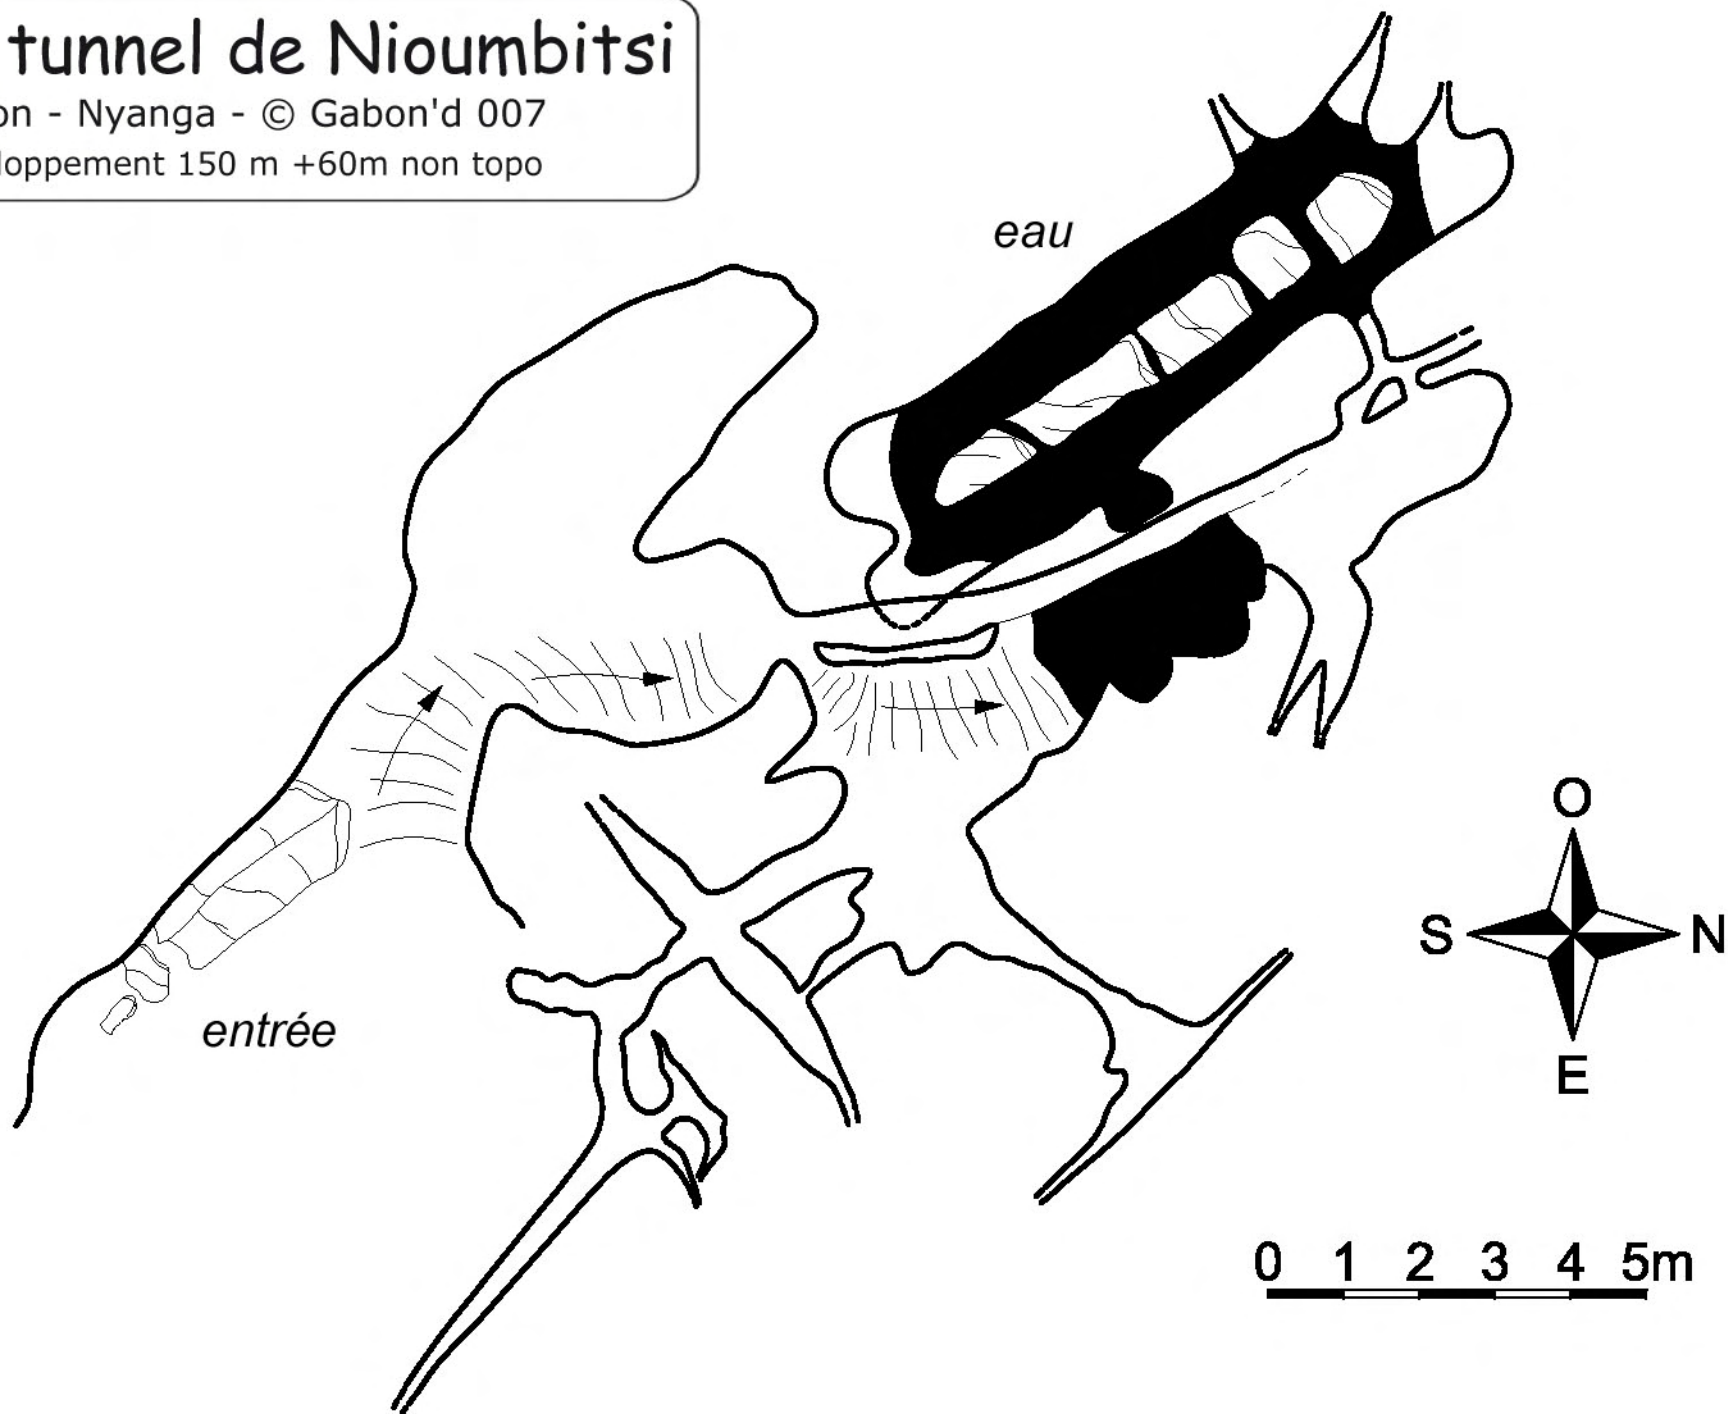 tunnel de Nioumbitsi
on - Nyanga - © Gabon'd 007
loppement 150 m +60m non topo
eau
entrée
O
S N
E
0 1 2 3 4 5m